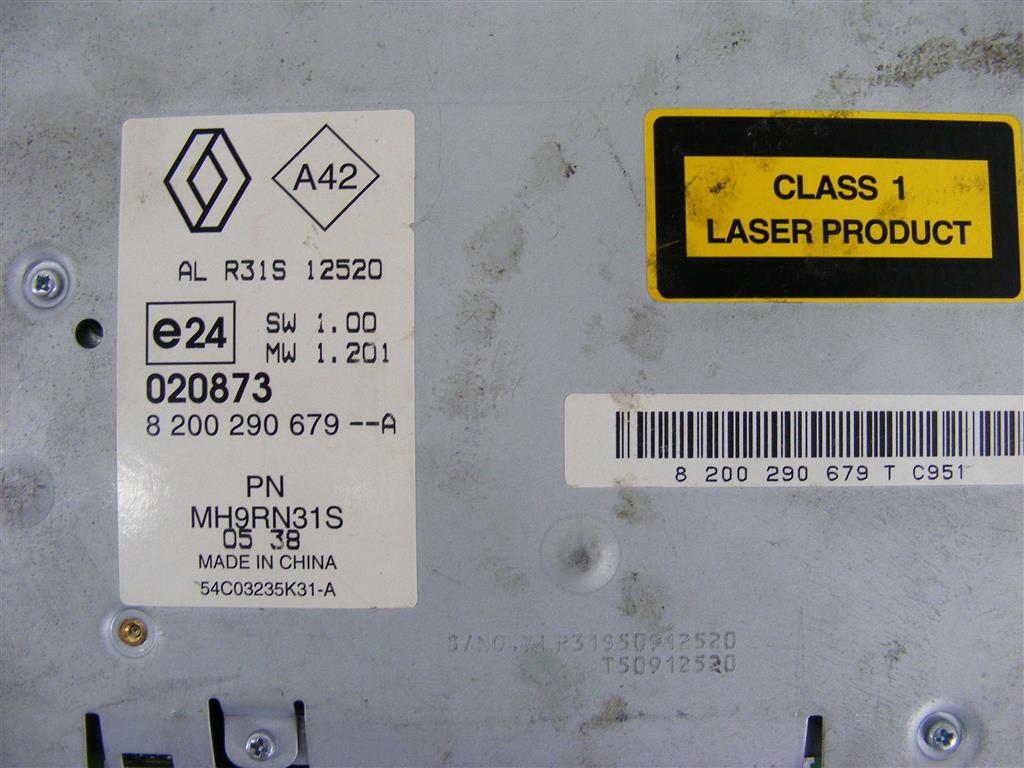 A42
AL R31S 12520
e24
SW 1.00
MW 1.201
020873
8 200 290 679 --A
PN
MH9RN31S
05 38
MADE IN CHINA
54C03235K31-A
CLASS 1
LASER PRODUCT
8 200 290 679 T C951
S/NO.
T50912520